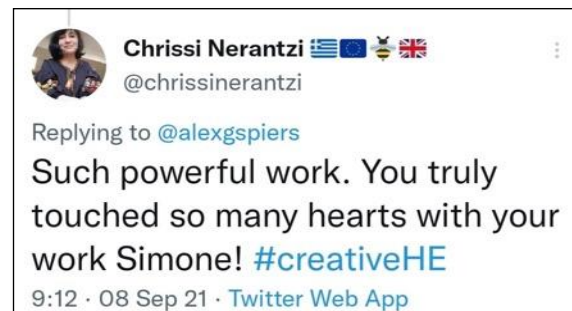 Chrissi Nerantzi 🇬🇷🇪🇺🐝🇬🇧
@chrissinerantzi
Replying to @alexgspiers
Such powerful work. You truly
touched so many hearts with your
work Simone! #creativeHE
9:12 · 08 Sep 21 · Twitter Web App